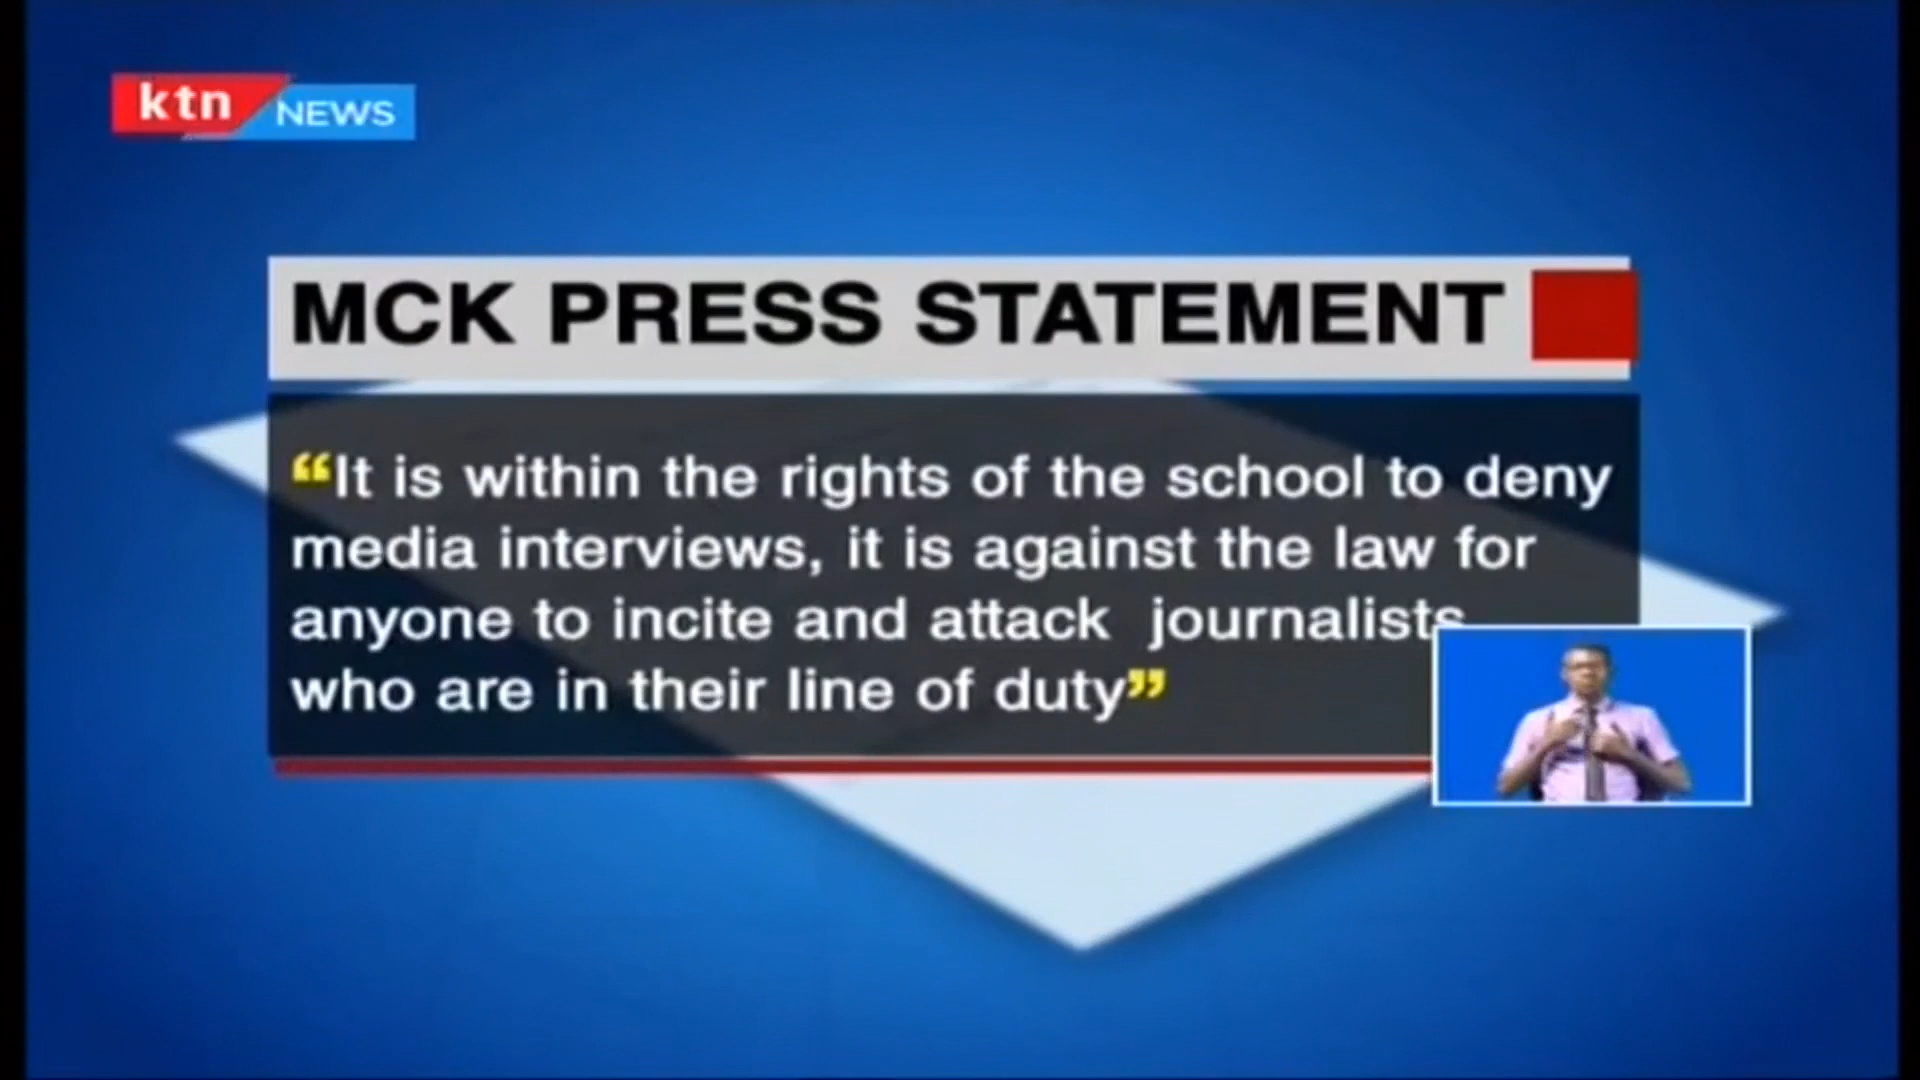 ktn NEWS
MCK PRESS STATEMENT
“It is within the rights of the school to deny
media interviews, it is against the law for
anyone to incite and attack journalists
who are in their line of duty”